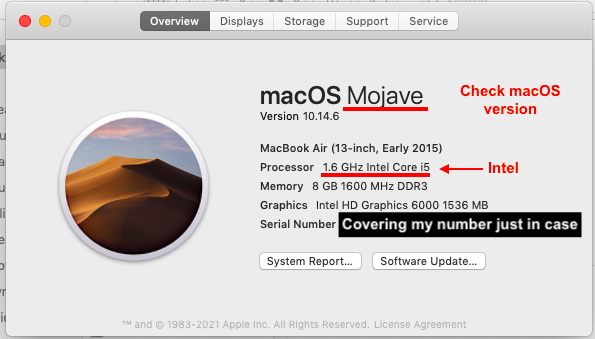 Overview Displays Storage Support Service
macOS Mojave
Version 10.14.6
Check macOS
version
MacBook Air (13-inch, Early 2015)
Processor 1.6 GHz Intel Core i5
Intel
Memory 8 GB 1600 MHz DDR3
Graphics Intel HD Graphics 6000 1536 MB
Serial Number Covering my number just in case
System Report... Software Update...
™ and © 1983-2021 Apple Inc. All Rights Reserved. License Agreement